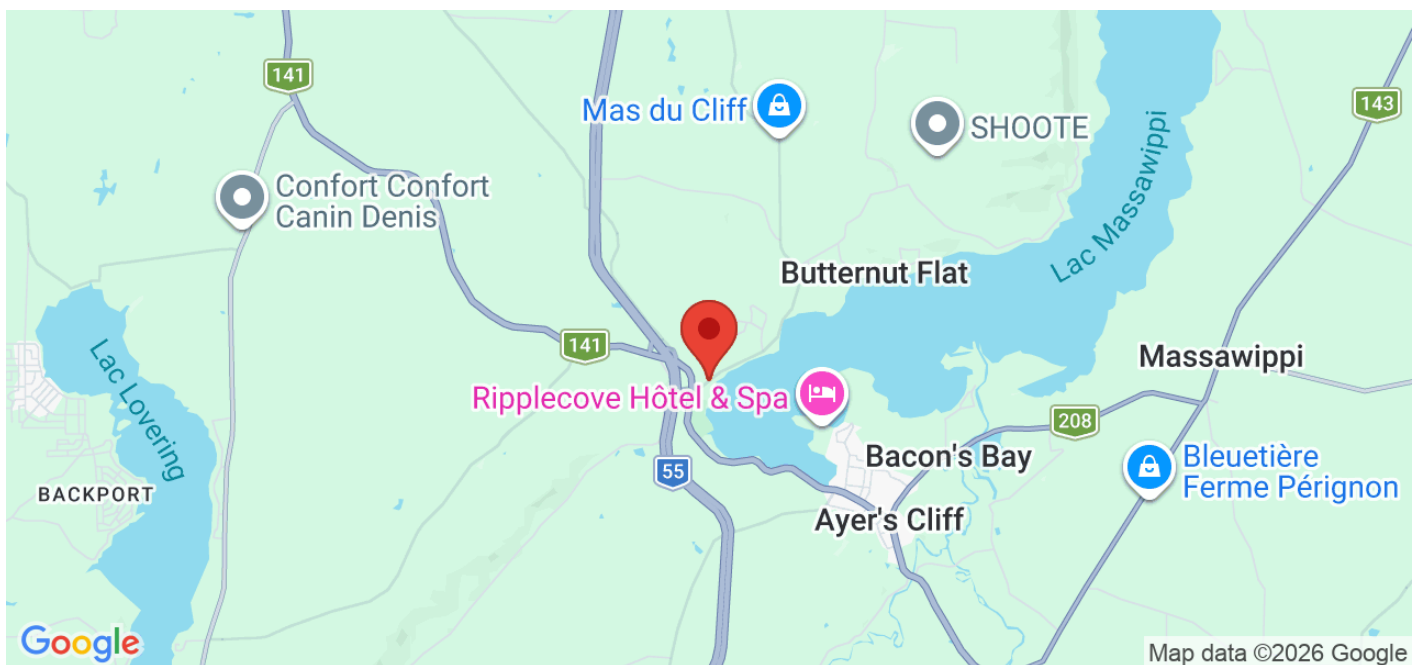 141
143
Mas du Cliff
SHOOTE
Confort Confort
Canin Denis
Lac Massawippi
Butternut Flat
141
Massawippi
Lac Lovering
Ripplecove Hôtel & Spa
208
Bacon's Bay
55
Bleuetière
Ferme Pérignon
BACKPORT
Ayer's Cliff
Google
Map data ©2026 Google